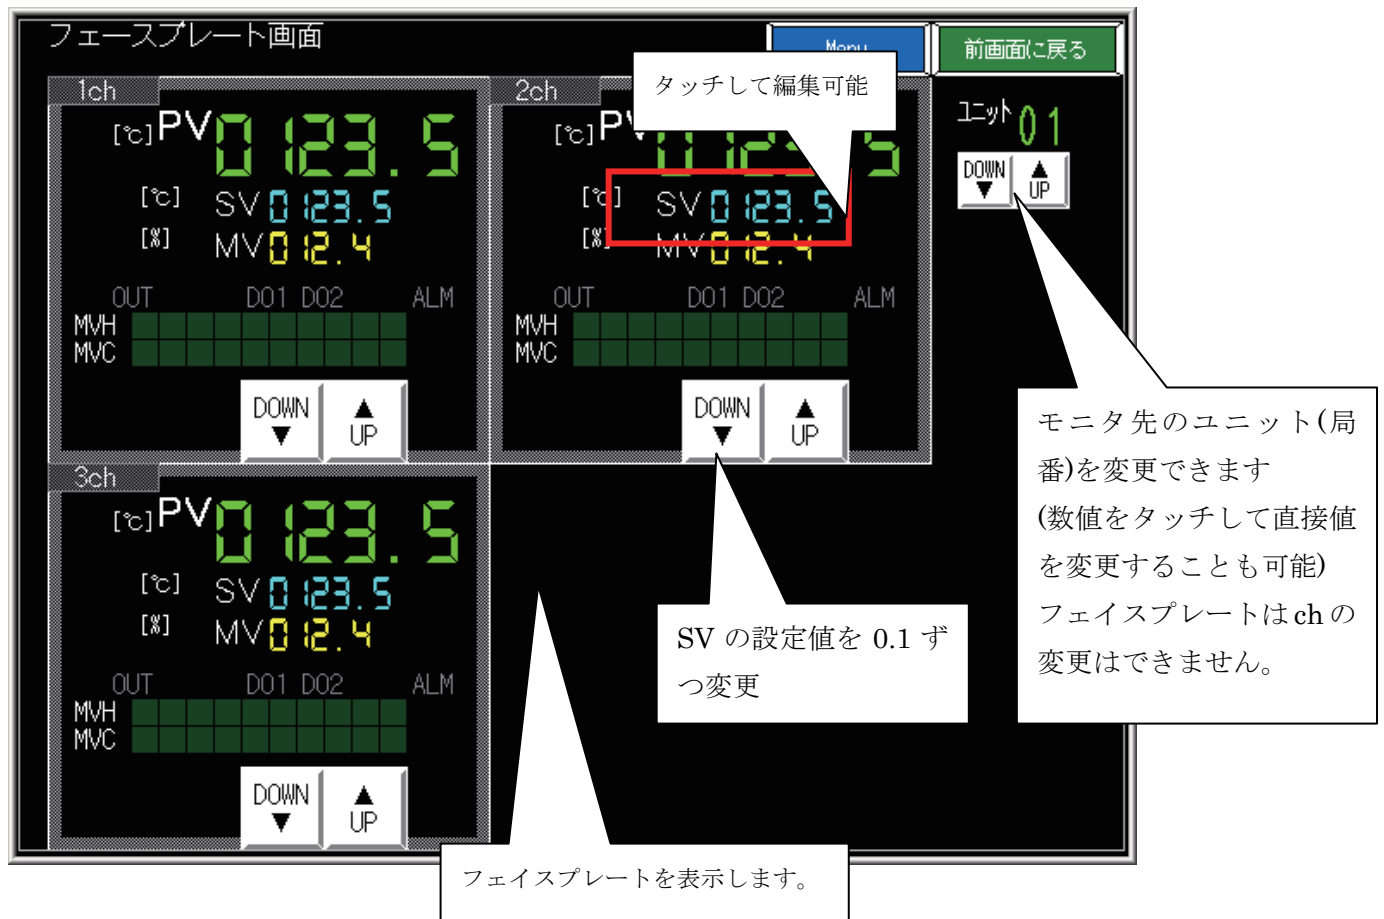 フェースプレート画面
Menu
前画面に戻る
タッチして編集可能
1ch
[℃] PV 0123.5
[℃] SV 0123.5
[%] MV 012.4
OUT DO1 DO2 ALM
MVH
MVC
DOWN ▼
▲ UP
2ch
[℃] PV 0123.5
[℃] SV 0123.5
[%] MV 012.4
OUT DO1 DO2 ALM
MVH
MVC
DOWN ▼
▲ UP
ユニット 01
DOWN ▼
▲ UP
3ch
[℃] PV 0123.5
[℃] SV 0123.5
[%] MV 012.4
OUT DO1 DO2 ALM
MVH
MVC
DOWN ▼
▲ UP
モニタ先のユニット(局
番)を変更できます
(数値をタッチして直接値
を変更することも可能)
フェイスプレートは ch の
変更はできません。
SV の設定値を 0.1 ず
つ変更
フェイスプレートを表示します。